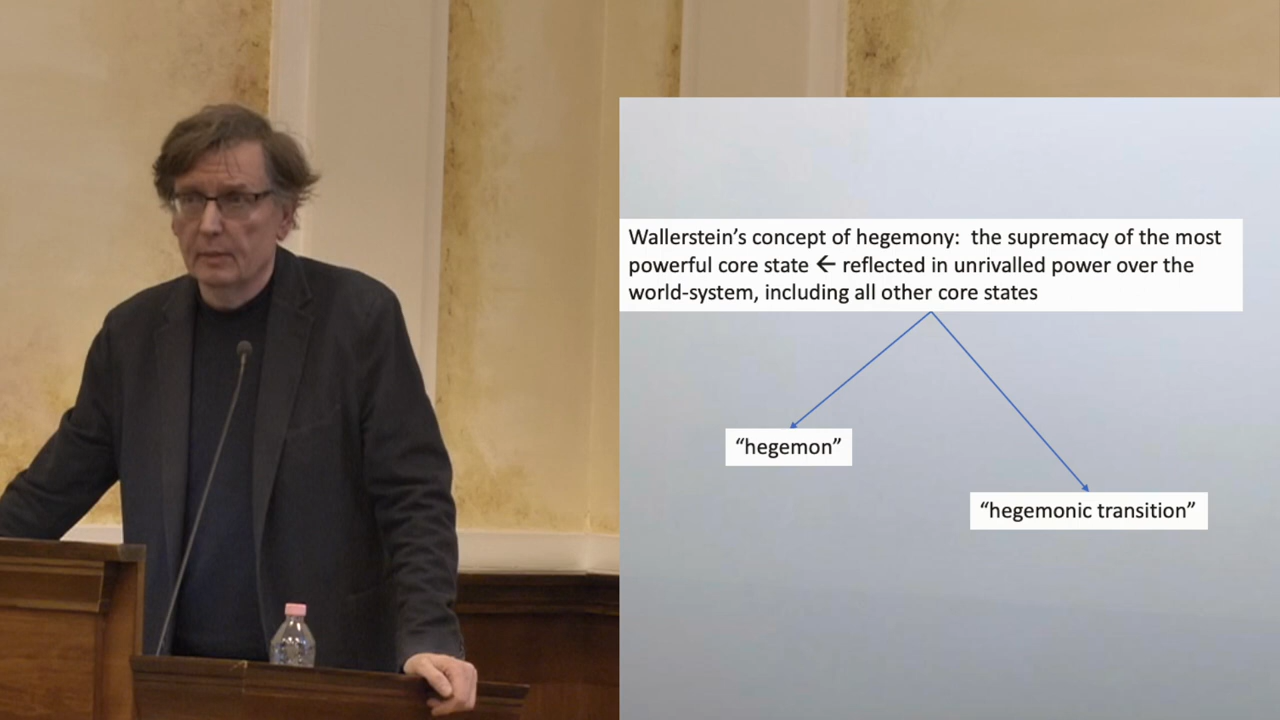 Wallerstein’s concept of hegemony:  the supremacy of the most
powerful core state ← reflected in unrivalled power over the
world-system, including all other core states
“hegemon”
“hegemonic transition”